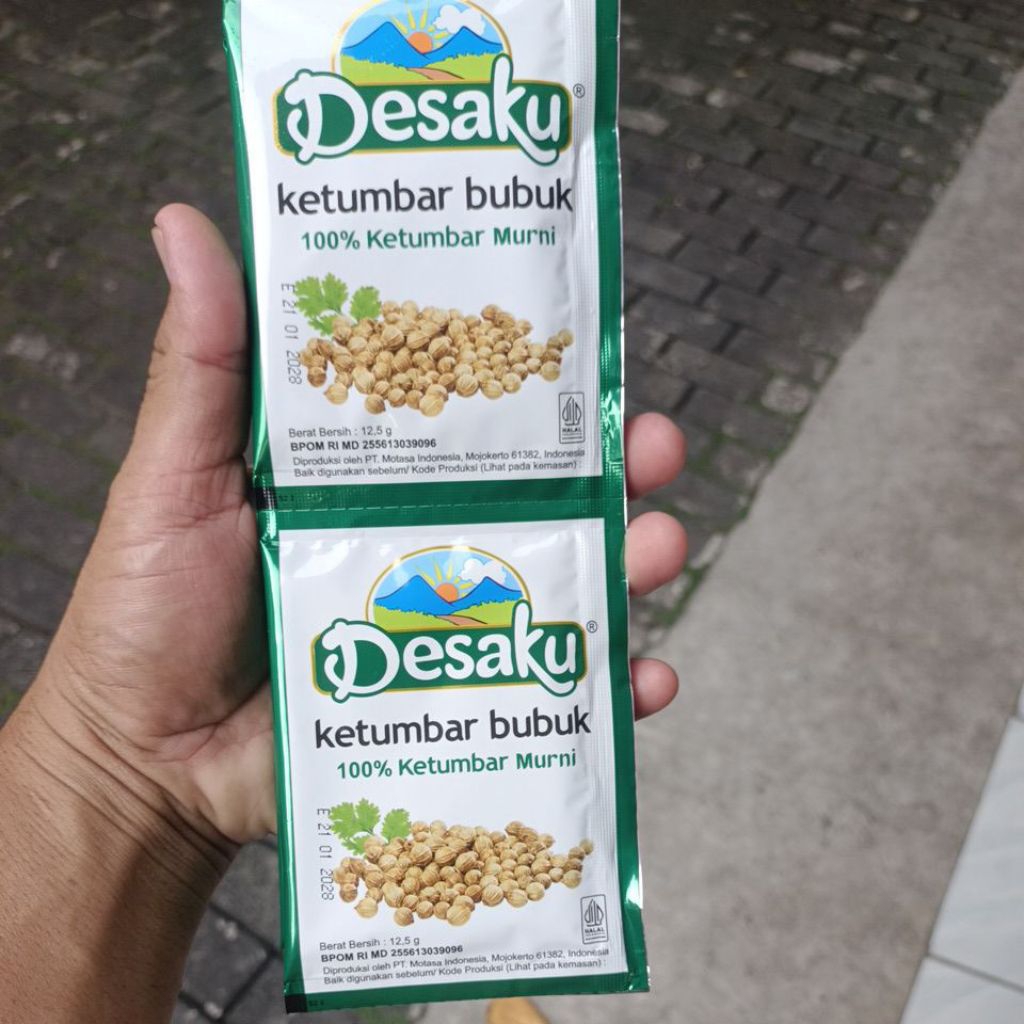 Desaku®
ketumbar bubuk
100% Ketumbar Murni
E 21 01 2028
Berat Bersih : 12,5 g
BPOM RI MD 255613039096
HALAL
Diproduksi oleh PT. Motasa Indonesia, Mojokerto 61382, Indonesia
Baik digunakan sebelum/ Kode Produksi (Lihat pada kemasan) :
Desaku®
ketumbar bubuk
100% Ketumbar Murni
E 21 01 2028
Berat Bersih : 12,5 g
BPOM RI MD 255613039096
HALAL
Diproduksi oleh PT. Motasa Indonesia, Mojokerto 61382, Indonesia
Baik digunakan sebelum/ Kode Produksi (Lihat pada kemasan) :